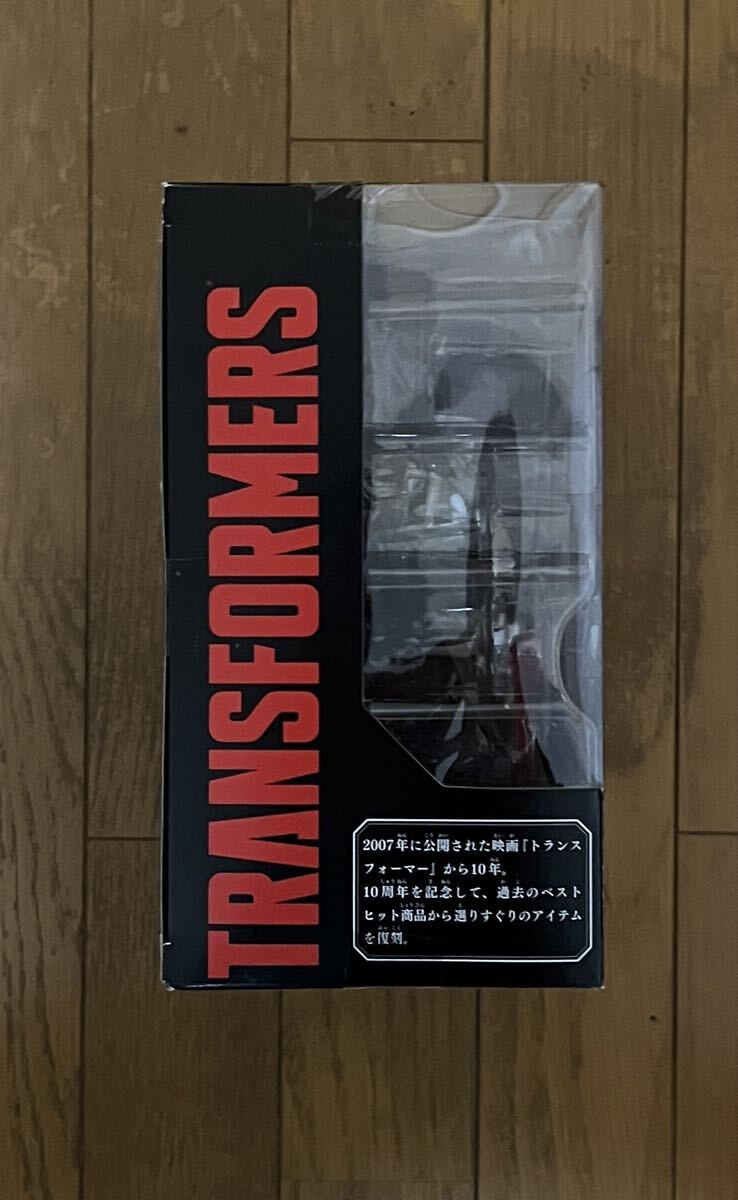 TRANSFORMERS
2007年に公開された映画『トランス
フォーマー』から10年。
10周年を記念して、過去のベスト
ヒット商品から選りすぐりのアイテム
を復刻。